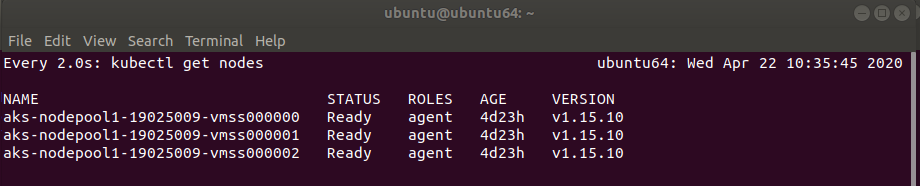 ubuntu@ubuntu64: ~
File Edit View Search Terminal Help
Every 2.0s: kubectl get nodes ubuntu64: Wed Apr 22 10:35:45 2020
NAME STATUS ROLES AGE VERSION
aks-nodepool1-19025009-vmss000000 Ready agent 4d23h v1.15.10
aks-nodepool1-19025009-vmss000001 Ready agent 4d23h v1.15.10
aks-nodepool1-19025009-vmss000002 Ready agent 4d23h v1.15.10